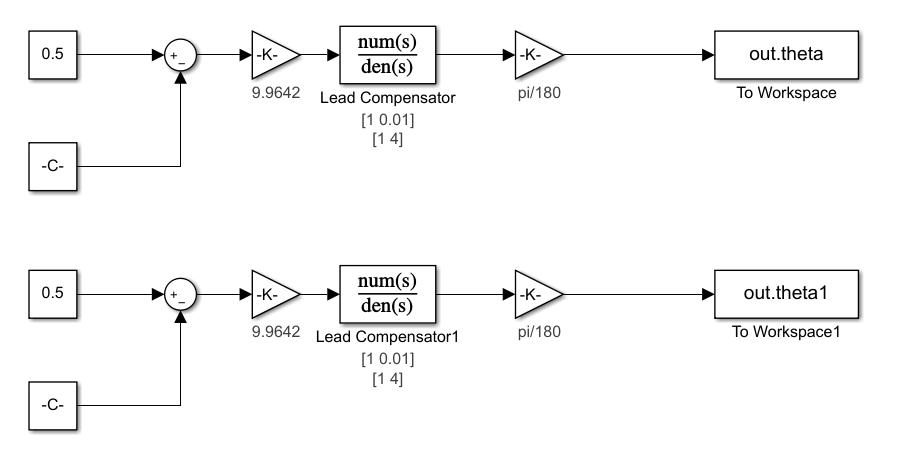 0.5
+
_
-K-
9.9642
num(s)
den(s)
Lead Compensator
[1 0.01]
[1 4]
-K-
pi/180
out.theta
To Workspace
-C-
0.5
+
_
-K-
9.9642
num(s)
den(s)
Lead Compensator1
[1 0.01]
[1 4]
-K-
pi/180
out.theta1
To Workspace1
-C-